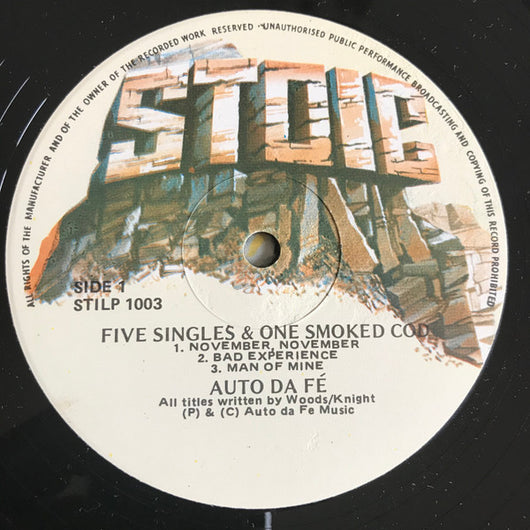 ALL RIGHTS OF THE MANUFACTURER AND OF THE OWNER OF THE RECORDED WORK RESERVED · UNAUTHORISED PUBLIC PERFORMANCE BROADCASTING AND COPYING OF THIS RECORD PROHIBITED
STOIC
SIDE 1
STILP 1003
FIVE SINGLES & ONE SMOKED COD
1. NOVEMBER, NOVEMBER
2. BAD EXPERIENCE
3. MAN OF MINE
AUTO DA FÉ
All titles written by Woods/Knight
(P) & (C) Auto da Fe Music